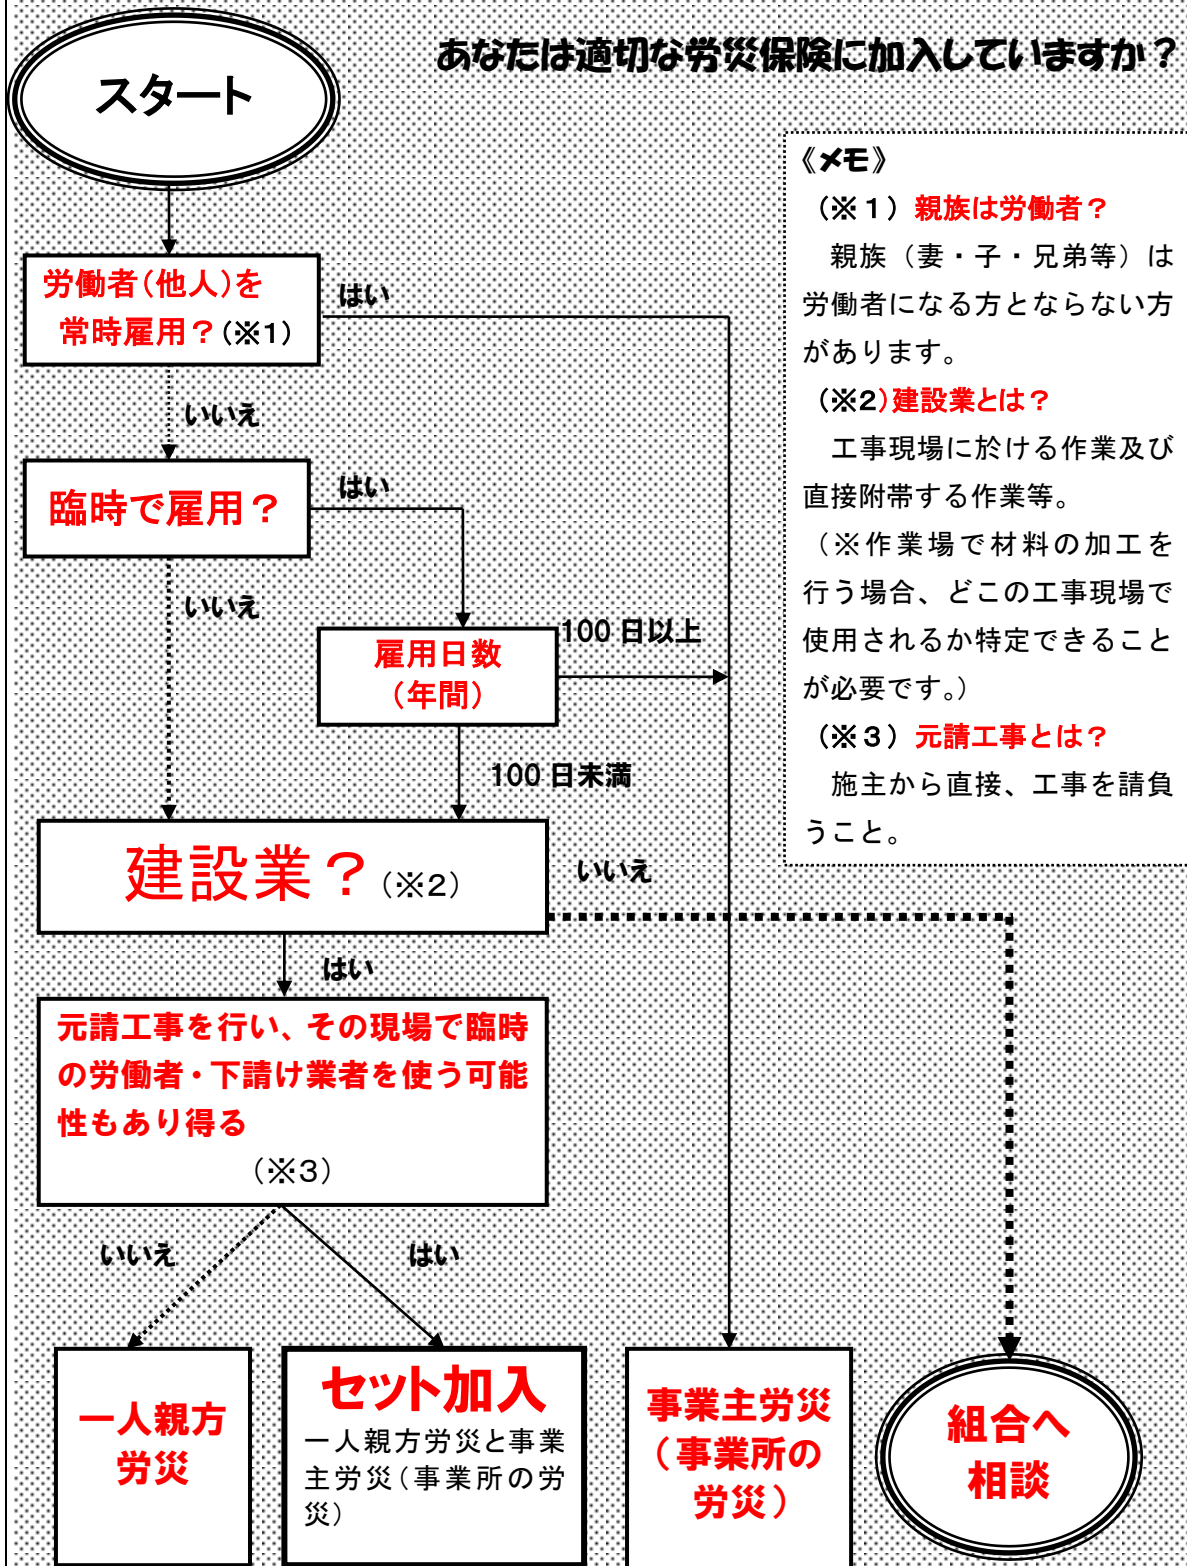 あなたは適切な労災保険に加入していますか？
スタート
《メモ》
（※１）親族は労働者？
親族（妻・子・兄弟等）は
労働者になる方とならない方
があります。
（※2）建設業とは？
工事現場に於ける作業及び
直接附帯する作業等。
（※作業場で材料の加工を
行う場合、どこの工事現場で
使用されるか特定できること
が必要です。）
（※３）元請工事とは？
施主から直接、工事を請負
うこと。
労働者（他人）を
常時雇用？（※1）
はい
いいえ
臨時で雇用？
はい
いいえ
雇用日数
（年間）
100 日以上
100 日未満
建設業？（※2）
いいえ
はい
元請工事を行い、その現場で臨時
の労働者・下請け業者を使う可能
性もあり得る
（※3）
いいえ
はい
一人親方
労災
セット加入
一人親方労災と事業
主労災（事業所の労
災）
事業主労災
（事業所の
労災）
組合へ
相談